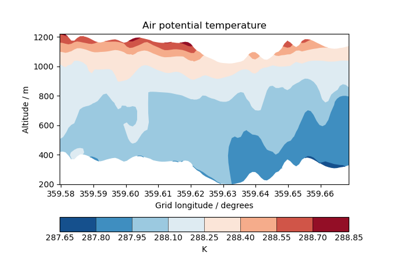 Air potential temperature
Altitude / m
1200
1000
800
600
400
200
359.58 359.59 359.60 359.61 359.62 359.63 359.64 359.65 359.66
Grid longitude / degrees
287.65 287.80 287.95 288.10 288.25 288.40 288.55 288.70 288.85
K